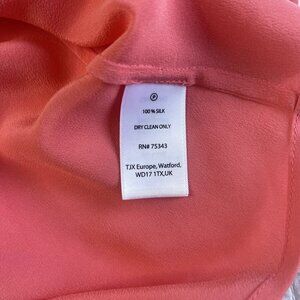 P
100 % SILK
DRY CLEAN ONLY
RN# 75343
TJX Europe, Watford,
WD17 1TX,UK